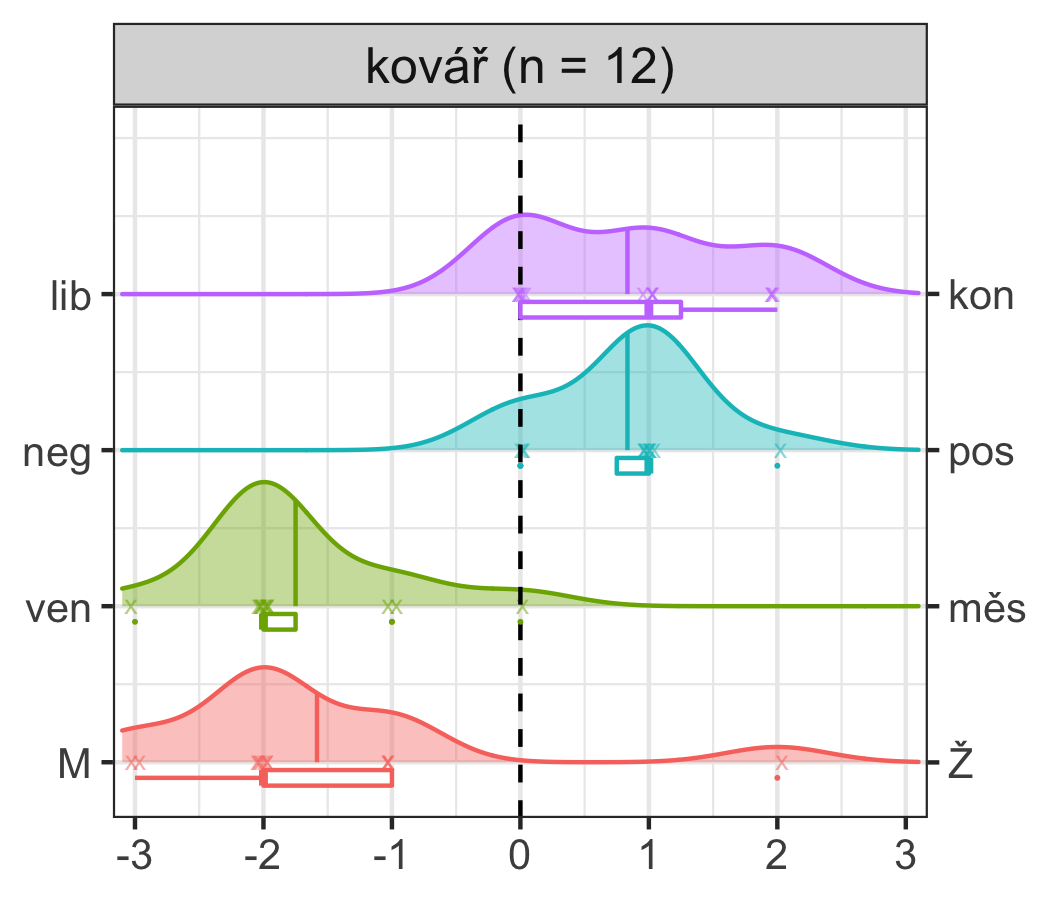 kovář (n = 12)
lib kon
neg pos
ven měs
M Ž
-3 -2 -1 0 1 2 3